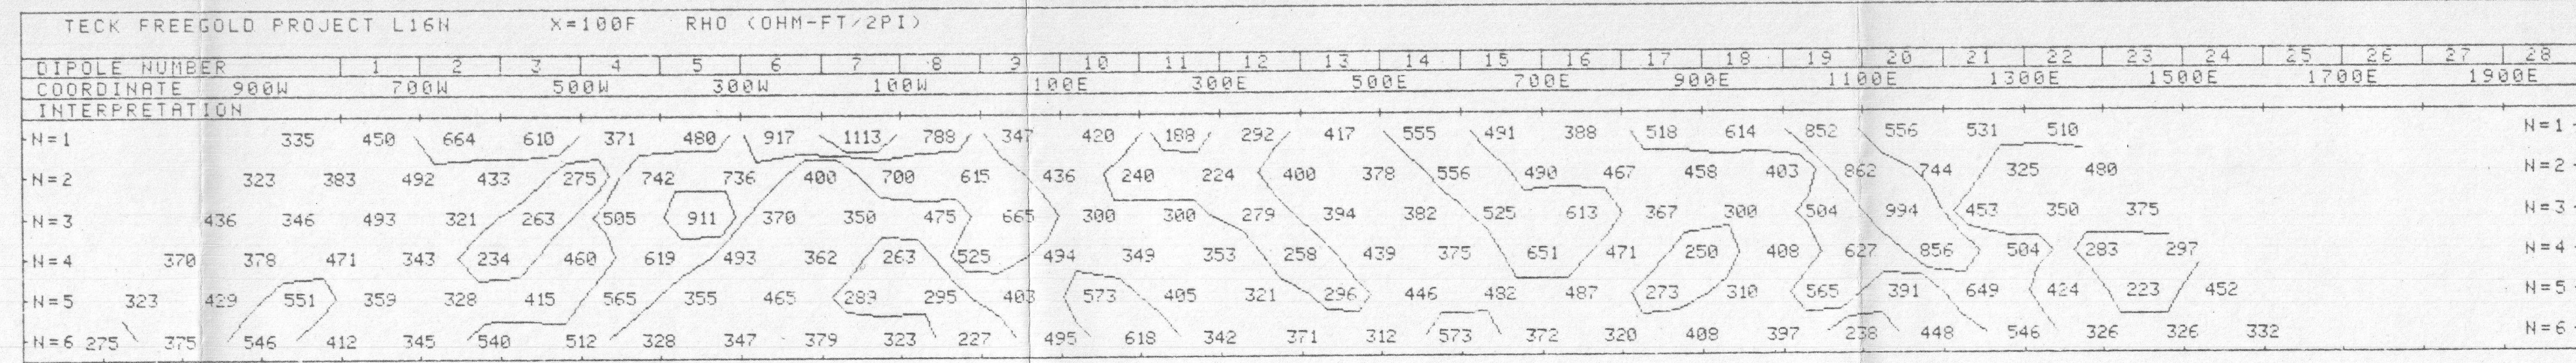 TECK FREEGOLD PROJECT L16N X=100F RHO (OHM-FT/2PI)
DIPOLE NUMBER 1 2 3 4 5 6 7 8 9 10 11 12 13 14 15 16 17 18 19 20 21 22 23 24 25 26 27 28
COORDINATE 900W 700W 500W 300W 100W 100E 300E 500E 700E 900E 1100E 1300E 1500E 1700E 1900E
INTERPRETATION
N=1 335 450 664 610 371 480 917 1113 788 347 420 188 292 417 555 491 388 518 614 852 556 531 510 N=1
N=2 323 383 492 433 275 742 736 400 700 615 436 240 224 400 378 556 490 467 458 403 862 744 325 480 N=2
N=3 436 346 493 321 263 505 911 370 350 475 665 300 300 279 394 382 525 613 367 300 504 994 453 350 375 N=3
N=4 370 378 471 343 234 460 619 493 362 263 525 494 349 353 258 439 375 651 471 250 408 627 856 504 283 297 N=4
N=5 323 429 551 359 328 415 565 355 465 289 295 403 573 405 321 296 446 482 487 273 310 565 391 649 424 223 452 N=5
N=6 275 375 546 412 345 540 512 328 347 379 323 227 495 618 342 371 312 573 372 320 408 397 238 448 546 326 326 332 N=6